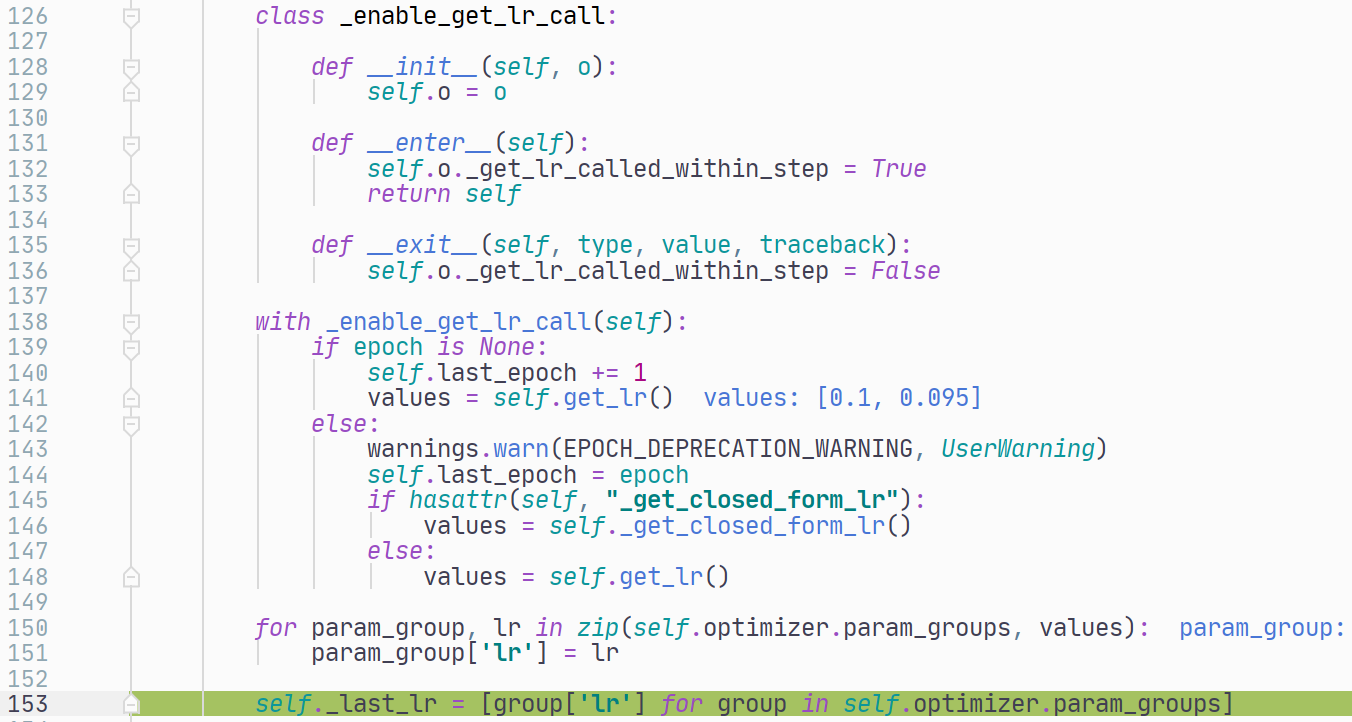 126 class _enable_get_lr_call:
127
128 def __init__(self, o):
129 self.o = o
130
131 def __enter__(self):
132 self.o._get_lr_called_within_step = True
133 return self
134
135 def __exit__(self, type, value, traceback):
136 self.o._get_lr_called_within_step = False
137
138 with _enable_get_lr_call(self):
139 if epoch is None:
140 self.last_epoch += 1
141 values = self.get_lr() values: [0.1, 0.095]
142 else:
143 warnings.warn(EPOCH_DEPRECATION_WARNING, UserWarning)
144 self.last_epoch = epoch
145 if hasattr(self, "_get_closed_form_lr"):
146 values = self._get_closed_form_lr()
147 else:
148 values = self.get_lr()
149
150 for param_group, lr in zip(self.optimizer.param_groups, values): param_group:
151 param_group['lr'] = lr
152
153 self._last_lr = [group['lr'] for group in self.optimizer.param_groups]